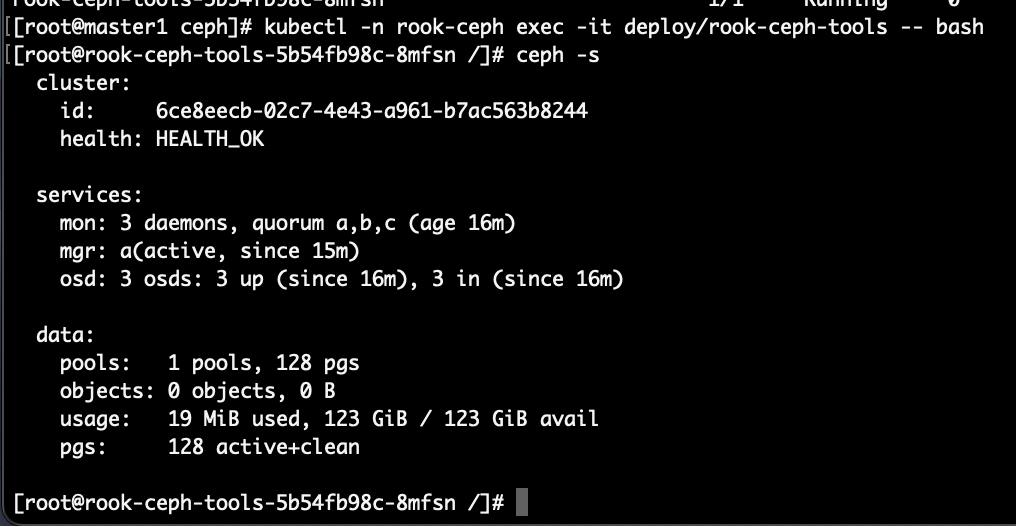 rook-ceph-tools-5b54fb98c-8mfsn 1/1 Running 0
[[root@master1 ceph]# kubectl -n rook-ceph exec -it deploy/rook-ceph-tools -- bash
[[root@rook-ceph-tools-5b54fb98c-8mfsn /]# ceph -s
  cluster:
    id:     6ce8eecb-02c7-4e43-a961-b7ac563b8244
    health: HEALTH_OK

  services:
    mon: 3 daemons, quorum a,b,c (age 16m)
    mgr: a(active, since 15m)
    osd: 3 osds: 3 up (since 16m), 3 in (since 16m)

  data:
    pools:   1 pools, 128 pgs
    objects: 0 objects, 0 B
    usage:   19 MiB used, 123 GiB / 123 GiB avail
    pgs:     128 active+clean

[root@rook-ceph-tools-5b54fb98c-8mfsn /]#